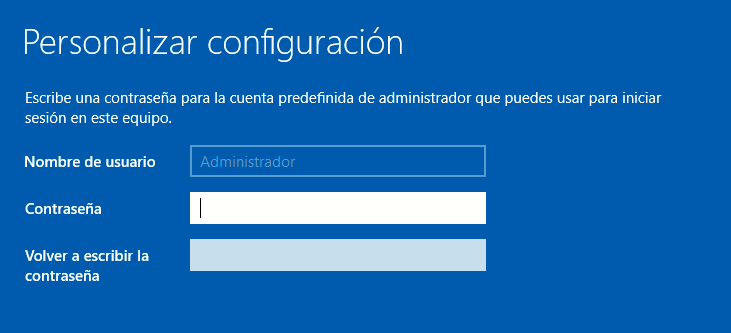 Personalizar configuración
Escribe una contraseña para la cuenta predefinida de administrador que puedes usar para iniciar
sesión en este equipo.
Nombre de usuario
Administrador
Contraseña
Volver a escribir la
contraseña